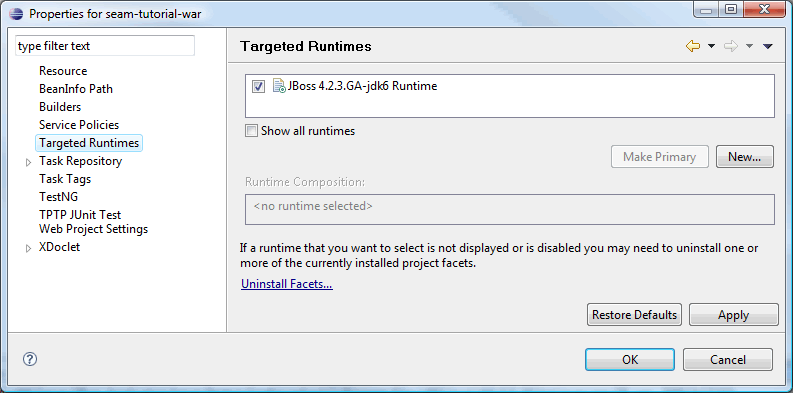 Properties for seam-tutorial-war
type filter text
Resource
BeanInfo Path
Builders
Service Policies
Targeted Runtimes
Task Repository
Task Tags
TestNG
TPTP JUnit Test
Web Project Settings
XDoclet
Targeted Runtimes
JBoss 4.2.3.GA-jdk6 Runtime
Show all runtimes
Make Primary
New...
Runtime Composition:
<no runtime selected>
If a runtime that you want to select is not displayed or is disabled you may need to uninstall one or
more of the currently installed project facets.
Uninstall Facets...
Restore Defaults
Apply
?
OK
Cancel